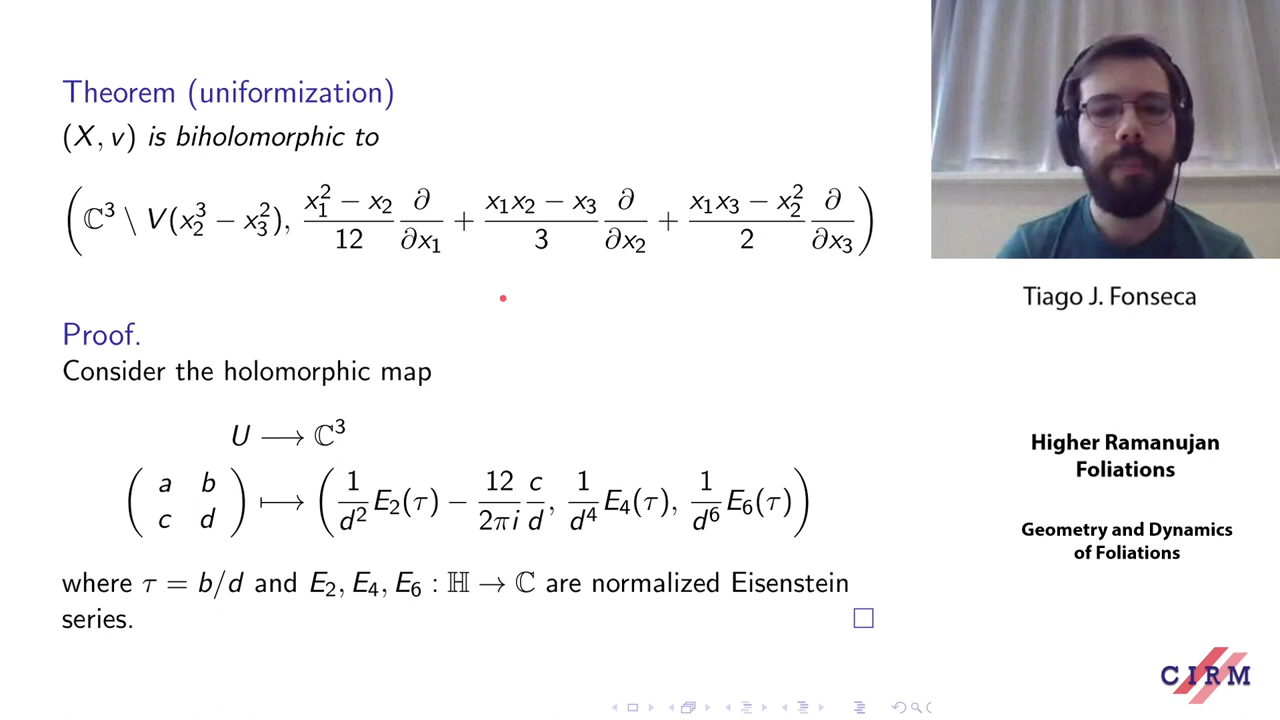 Theorem (uniformization)
(X, v) is biholomorphic to
( ℂ³ \ V(x₂³ − x₃²), (x₁² − x₂)/12 ∂/∂x₁ + (x₁x₂ − x₃)/3 ∂/∂x₂ + (x₁x₃ − x₂²)/2 ∂/∂x₃ )
Proof.
Consider the holomorphic map
U ⟶ ℂ³
( a b
c d ) ⟼ ( 1/d² E₂(τ) − 12/2πi c/d, 1/d⁴ E₄(τ), 1/d⁶ E₆(τ) )
where τ = b/d and E₂, E₄, E₆ : ℍ → ℂ are normalized Eisenstein
series. □
Tiago J. Fonseca
Higher Ramanujan
Foliations
Geometry and Dynamics
of Foliations
CIRM